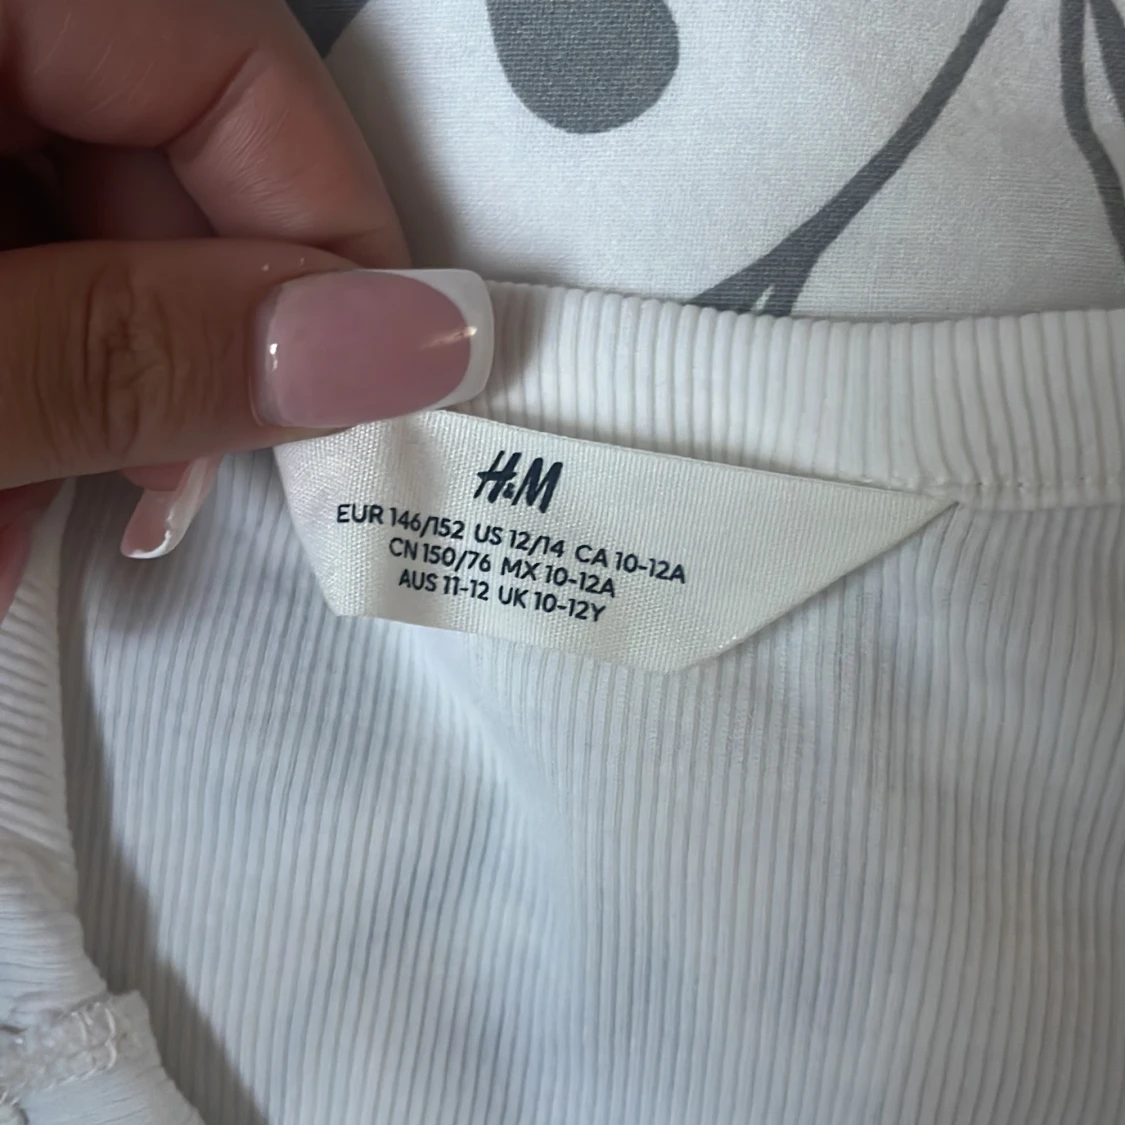 H&M
EUR 146/152 US 12/14 CA 10-12A
CN 150/76 MX 10-12A
AUS 11-12 UK 10-12Y